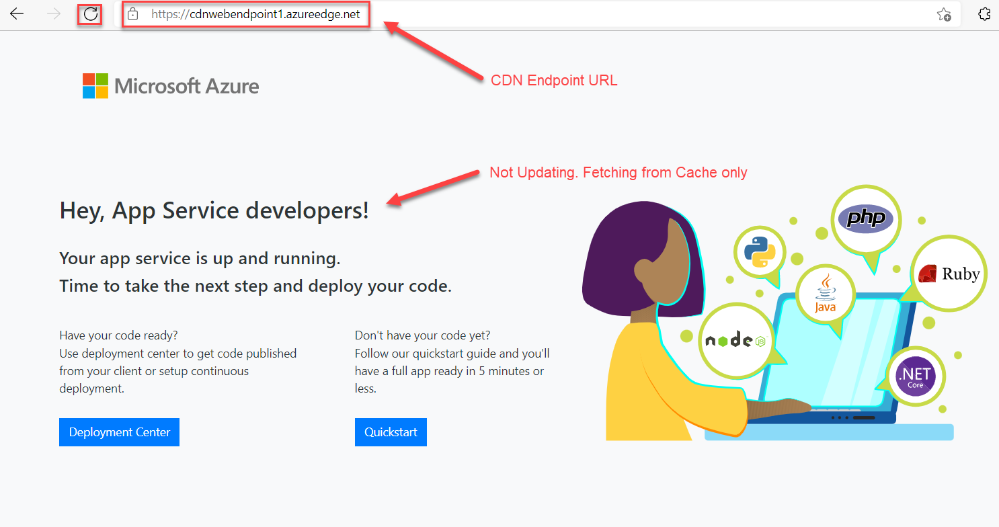 https://cdnwebendpoint1.azureedge.net
CDN Endpoint URL
Microsoft Azure
Not Updating. Fetching from Cache only
Hey, App Service developers!
Your app service is up and running.
Time to take the next step and deploy your code.
Have your code ready?
Use deployment center to get code published
from your client or setup continuous
deployment.
Deployment Center
Don't have your code yet?
Follow our quickstart guide and you'll
have a full app ready in 5 minutes or
less.
Quickstart
php
Ruby
Java
node
JS
.NET
Core